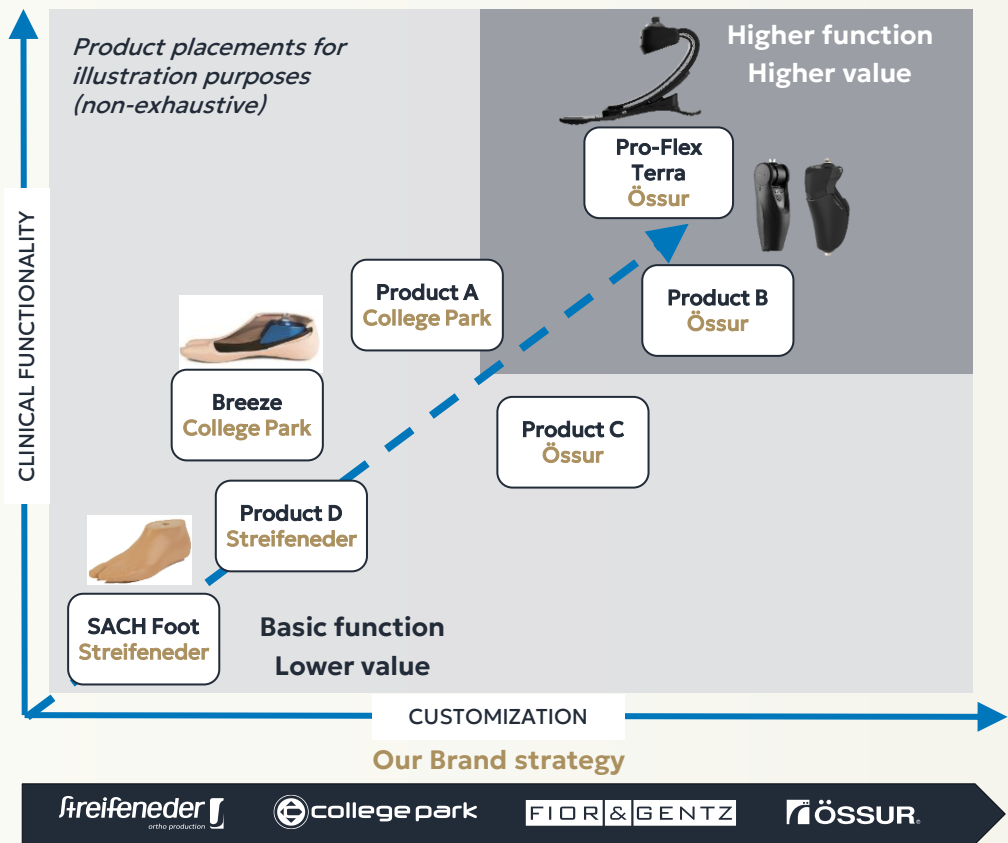 Product placements for
illustration purposes
(non-exhaustive)
Higher function
Higher value
Pro-Flex
Terra
Össur
CLINICAL FUNCTIONALITY
Product A
College Park
Product B
Össur
Breeze
College Park
Product C
Össur
Product D
Streifeneder
SACH Foot
Streifeneder
Basic function
Lower value
CUSTOMIZATION
Our Brand strategy
streifeneder
ortho production
college park
FIOR&GENTZ
ÖSSUR.